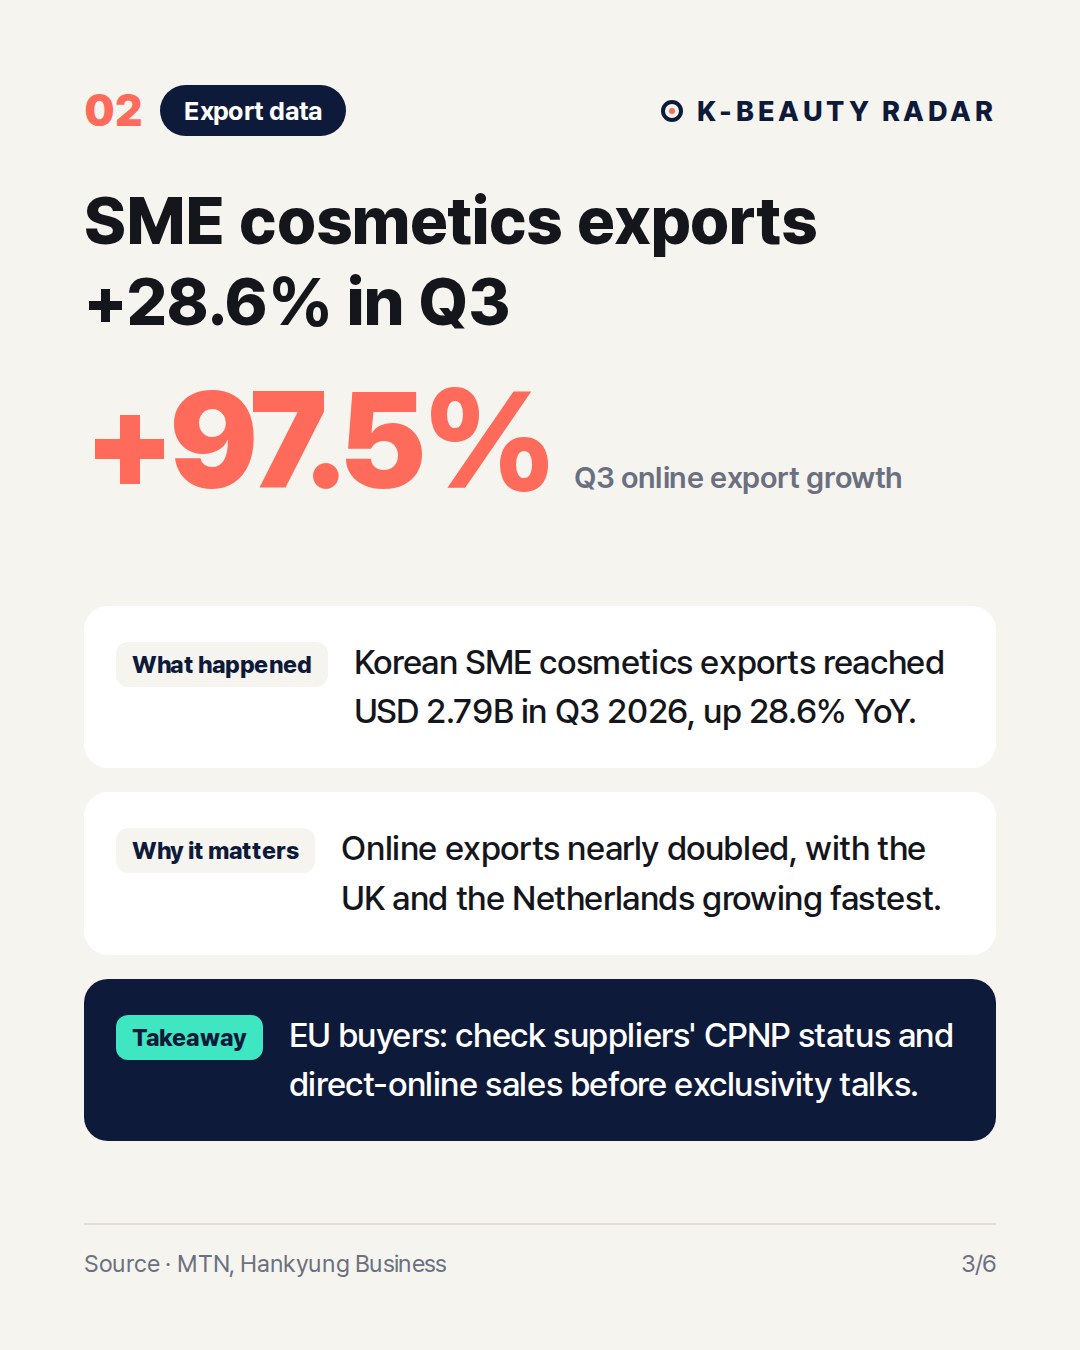 02 Export data
K-BEAUTY RADAR
SME cosmetics exports
+28.6% in Q3
+97.5% Q3 online export growth
What happened
Korean SME cosmetics exports reached
USD 2.79B in Q3 2026, up 28.6% YoY.
Why it matters
Online exports nearly doubled, with the
UK and the Netherlands growing fastest.
Takeaway
EU buyers: check suppliers' CPNP status and
direct-online sales before exclusivity talks.
Source · MTN, Hankyung Business
3/6